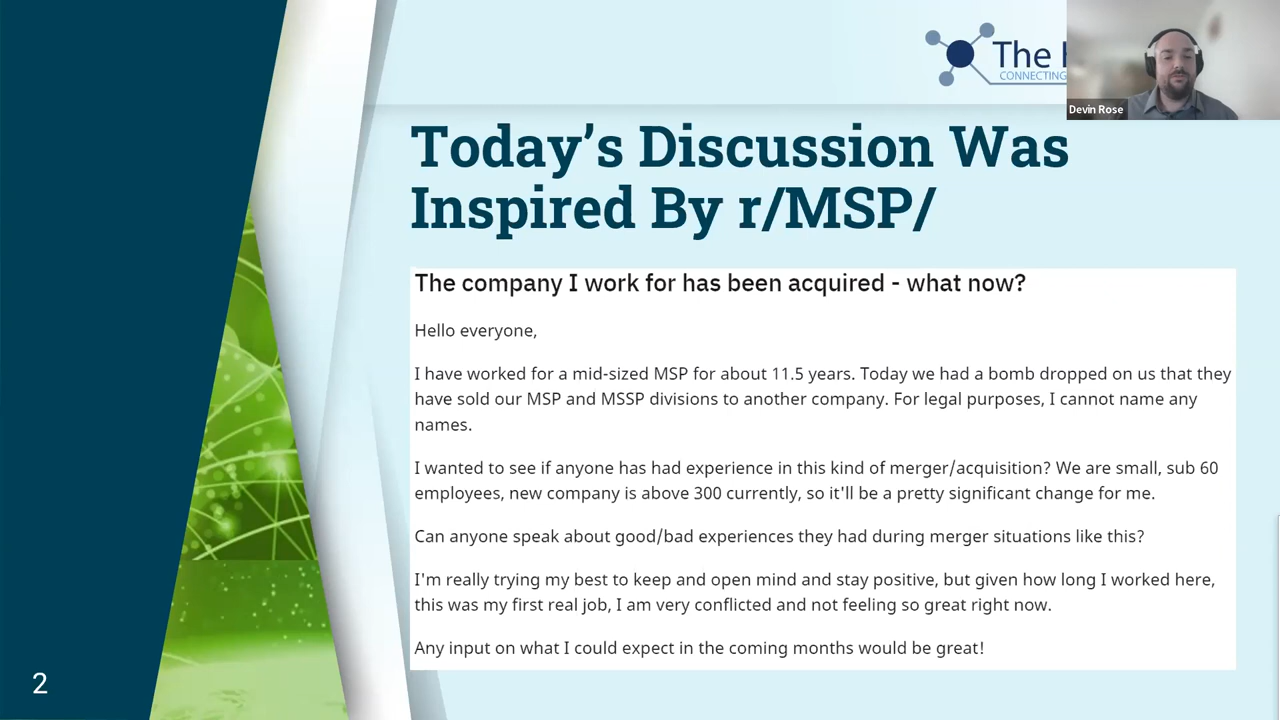 The
CONNECTING
Devin Rose
Today’s Discussion Was
Inspired By r/MSP/
The company I work for has been acquired - what now?
Hello everyone,
I have worked for a mid-sized MSP for about 11.5 years. Today we had a bomb dropped on us that they
have sold our MSP and MSSP divisions to another company. For legal purposes, I cannot name any
names.
I wanted to see if anyone has had experience in this kind of merger/acquisition? We are small, sub 60
employees, new company is above 300 currently, so it'll be a pretty significant change for me.
Can anyone speak about good/bad experiences they had during merger situations like this?
I'm really trying my best to keep and open mind and stay positive, but given how long I worked here,
this was my first real job, I am very conflicted and not feeling so great right now.
Any input on what I could expect in the coming months would be great!
2